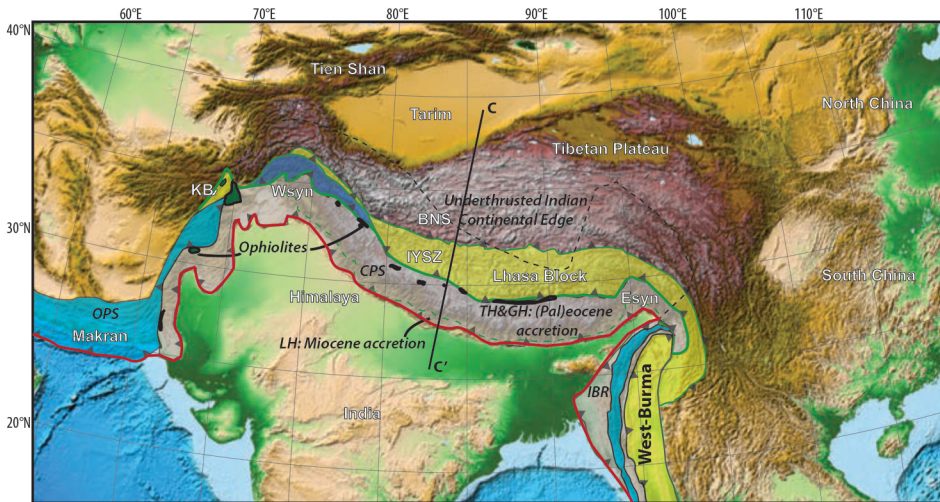 60°E
70°E
80°E
90°E
100°E
110°E
40°N
30°N
20°N
Tien Shan
Tarim
C
North China
Tibetan Plateau
KB
Wsyn
Underthrusted Indian
Continental Edge
BNS
Ophiolites
IYSZ
CPS
Lhasa Block
South China
Himalaya
Esyn
TH&GH: (Pal)eocene
accretion
OPS
Makran
LH: Miocene accretion
C'
IBR
West-Burma
India